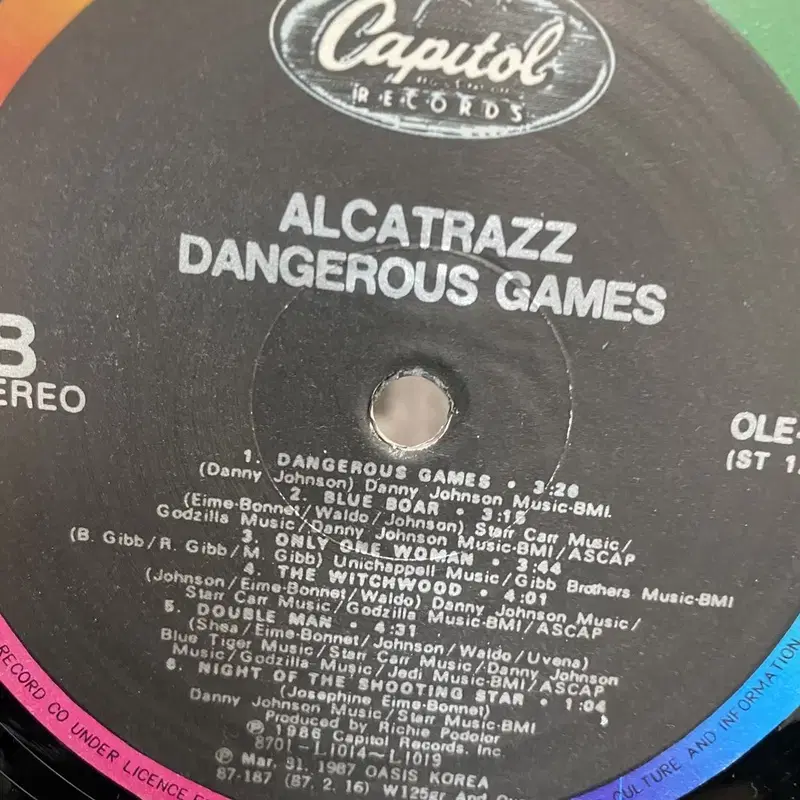 Capitol
RECORDS
ALCATRAZZ
DANGEROUS GAMES
B
EREO
OLE-
(ST 1
1. DANGEROUS GAMES • 3:26
(Danny Johnson) Danny Johnson Music-BMI.
2. BLUE BOAR • 3:15
(Eime-Bonnet/Waldo/Johnson) Starr Carr Music/
Godzilla Music/Danny Johnson Music-BMI/ASCAP
3. ONLY ONE WOMAN • 3:44
(B. Gibb/R. Gibb/M. Gibb) Unichappell Music/Gibb Brothers Music-BMI
4. THE WITCHWOOD • 4:01
(Johnson/Eime-Bonnet/Waldo) Danny Johnson Music/
Starr Carr Music/Godzilla Music-BMI/ASCAP
5. DOUBLE MAN • 4:31
(Shea/Eime-Bonnet/Johnson/Waldo/Uvena)
Blue Tiger Music/Starr Carr Music/Danny Johnson
Music/Godzilla Music/Jedi Music-BMI/ASCAP
6. NIGHT OF THE SHOOTING STAR • 1:04
(Josephine Eime-Bonnet)
Danny Johnson Music/Starr Music-BMI
Produced by Richie Podolor
℗ 1986 Capitol Records, Inc.
8701-L1014~L1019
℗ Mar. 31. 1987 OASIS KOREA
87-187 (87. 2. 16) W125gr And
RECORD CO UNDER LICENCE
CULTURE AND INFORMATION